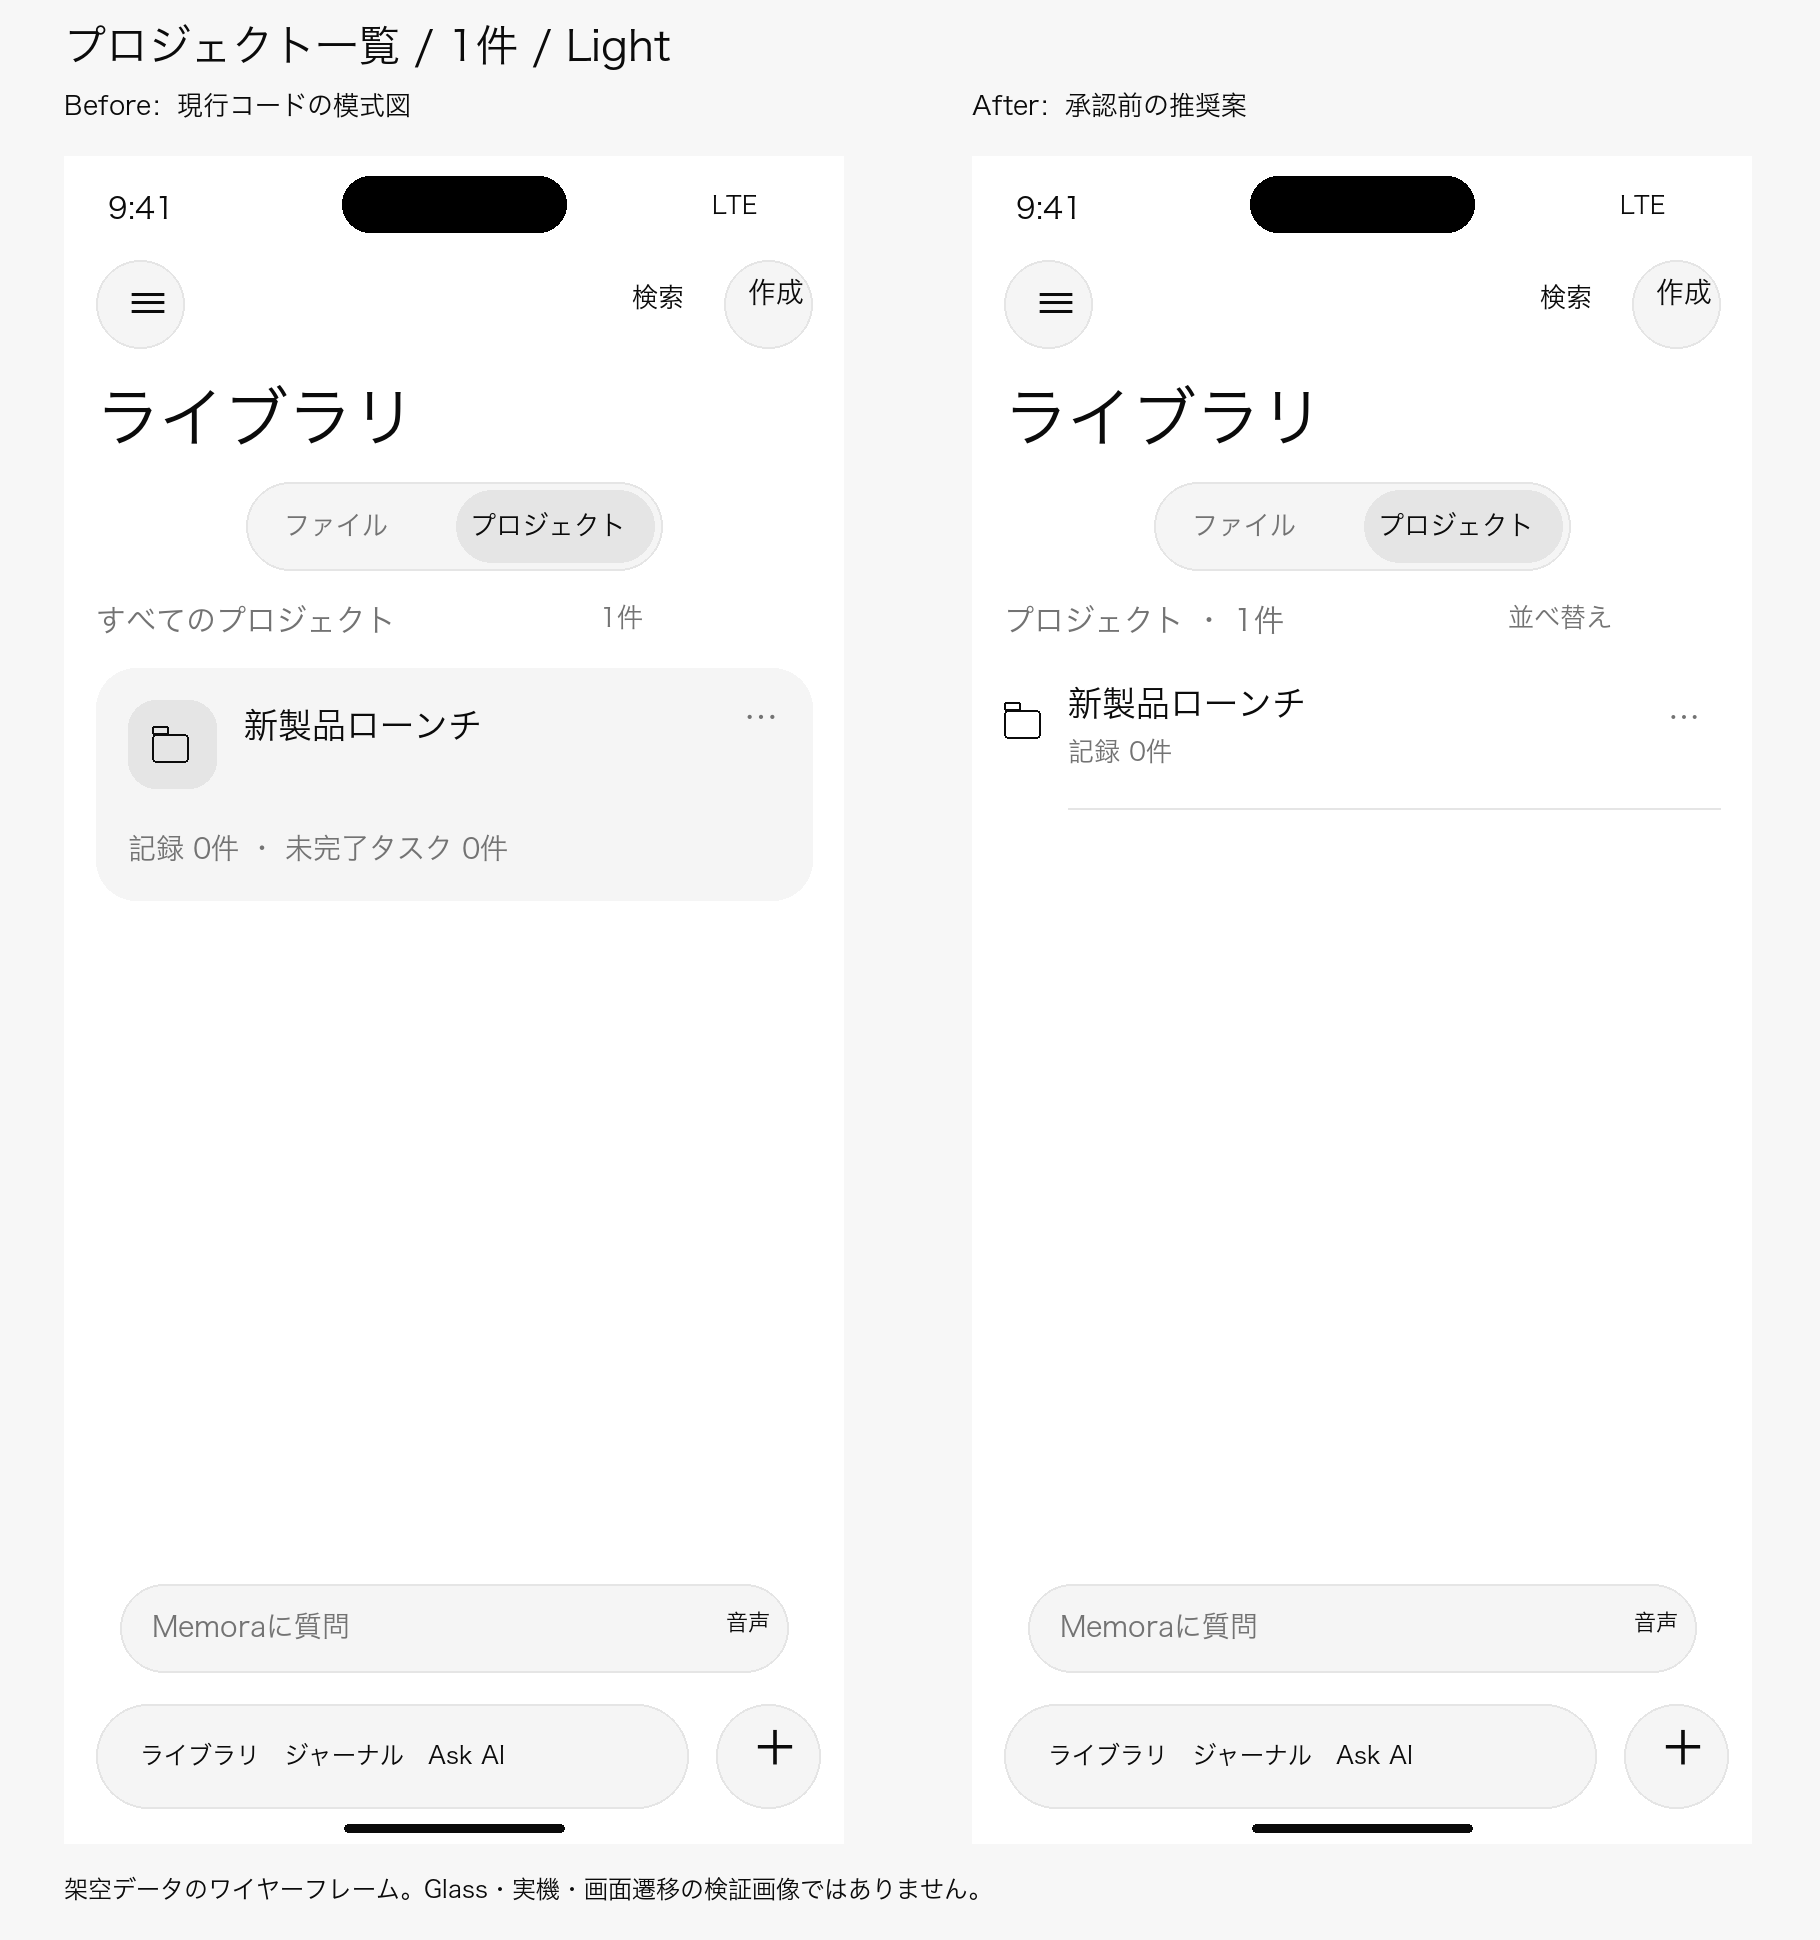 プロジェクト一覧 / 1件 / Light
Before: 現行コードの模式図
9:41
LTE
検索
作成
ライブラリ
ファイル
プロジェクト
すべてのプロジェクト
1件
新製品ローンチ
…
記録 0件 ・ 未完了タスク 0件
Memoraに質問
音声
ライブラリ ジャーナル Ask AI
+
After: 承認前の推奨案
9:41
LTE
検索
作成
ライブラリ
ファイル
プロジェクト
プロジェクト ・ 1件
並べ替え
新製品ローンチ
…
記録 0件
Memoraに質問
音声
ライブラリ ジャーナル Ask AI
+
架空データのワイヤーフレーム。Glass・実機・画面遷移の検証画像ではありません。